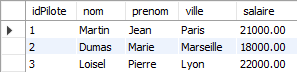 idPilote nom prenom ville salaire
1 Martin Jean Paris 21000.00
2 Dumas Marie Marseille 18000.00
3 Loisel Pierre Lyon 22000.00